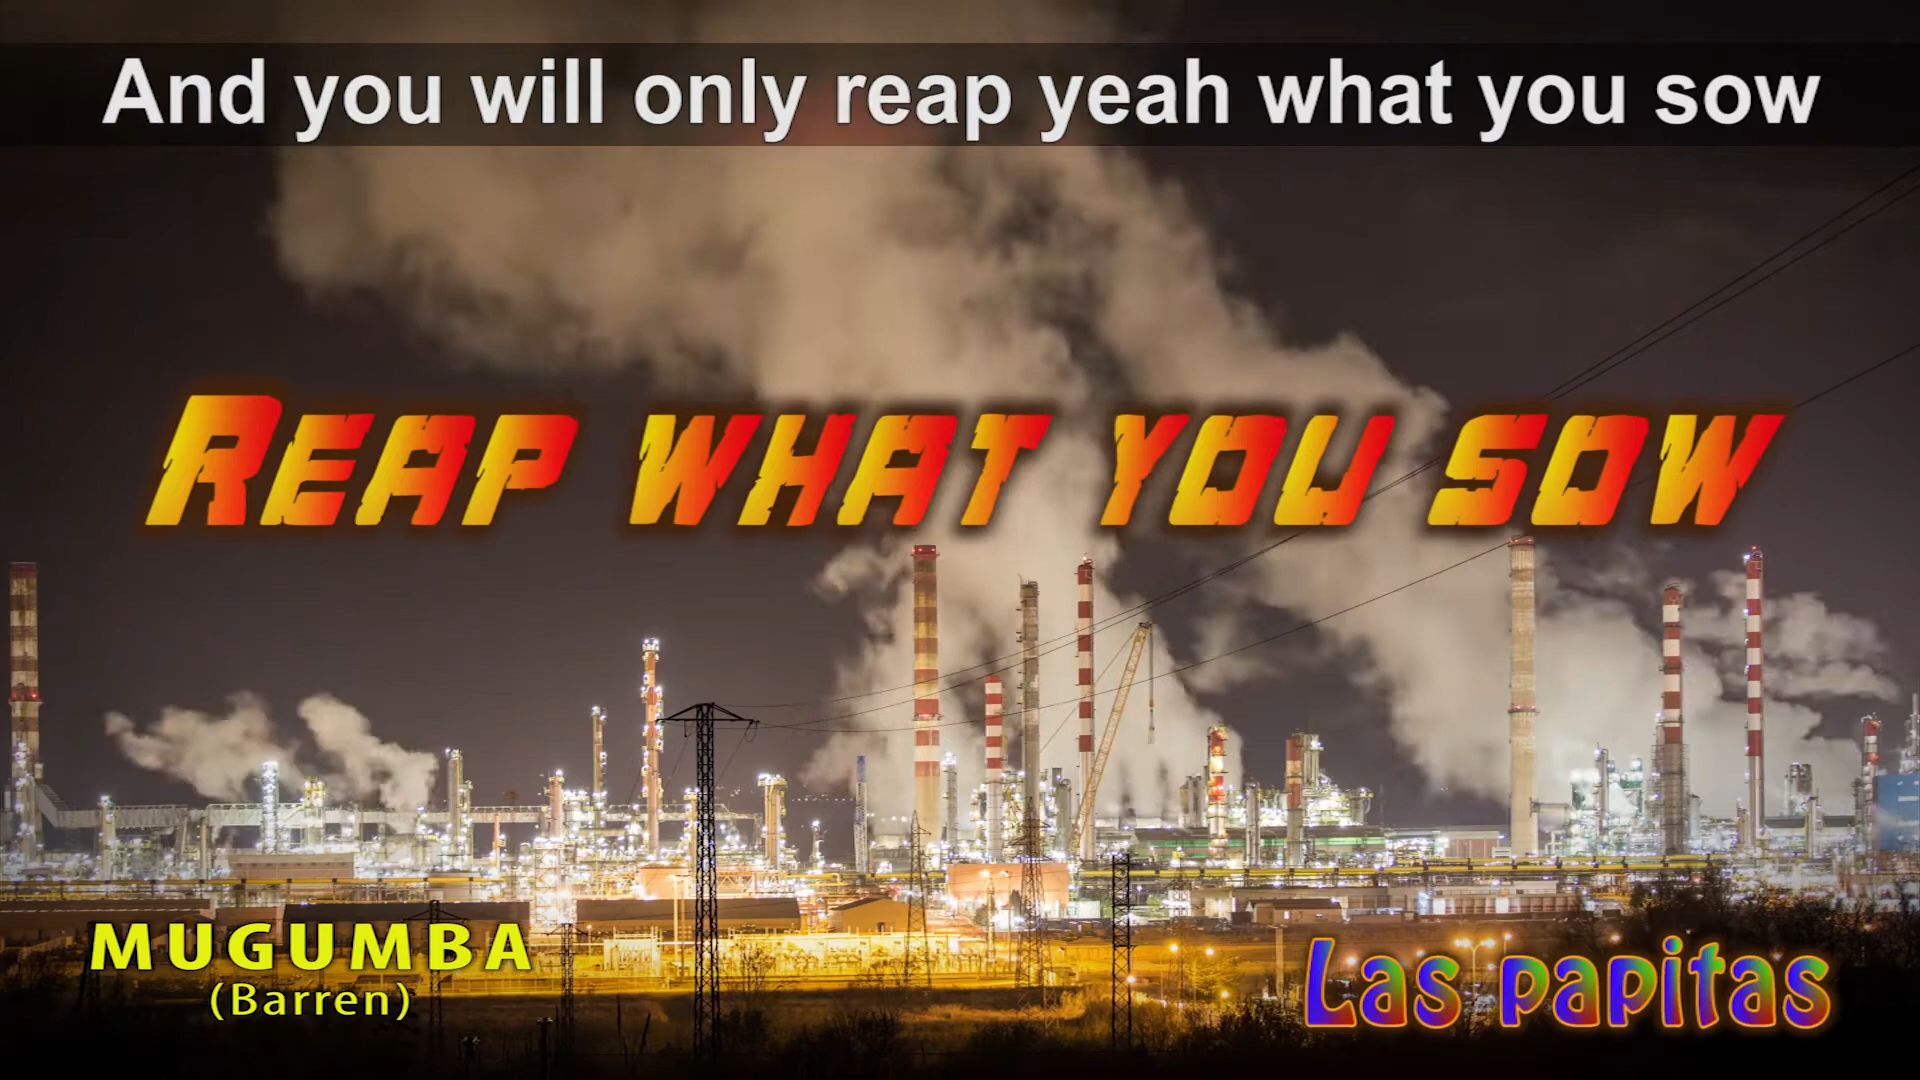 And you will only reap yeah what you sow
REAP WHAT YOU SOW
MUGUMBA
(Barren)
Las papitas